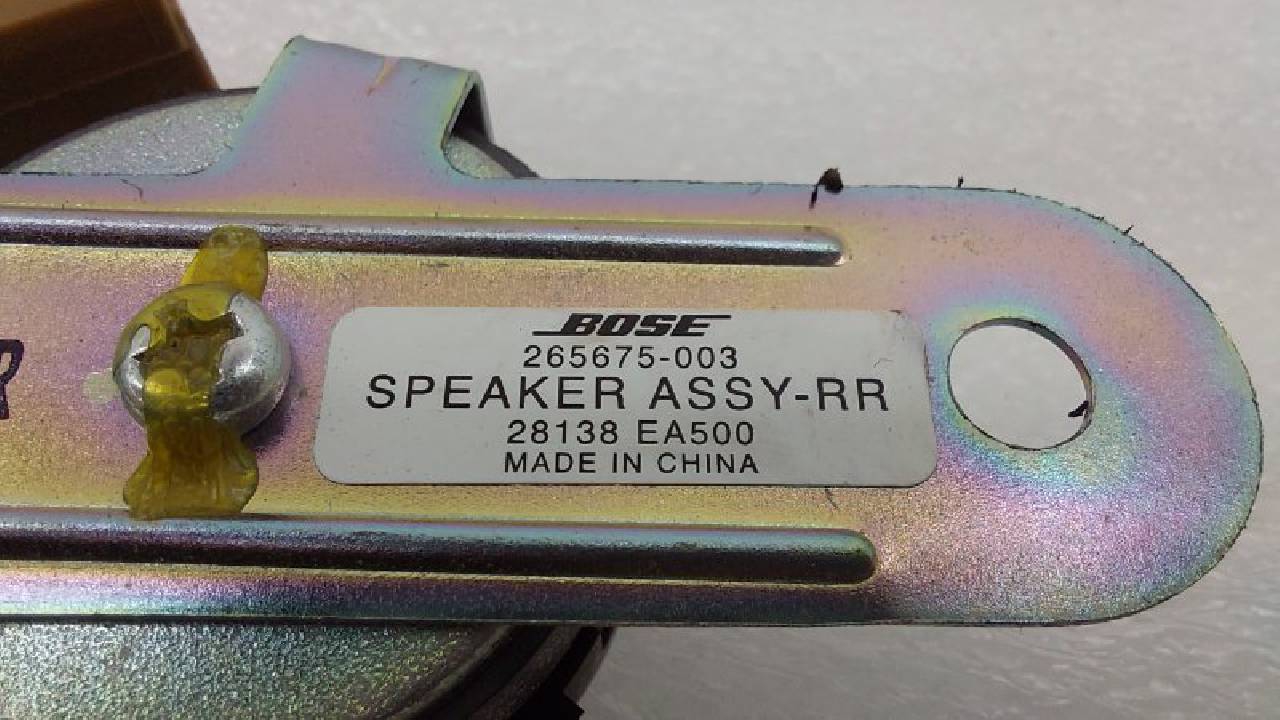 BOSE
265675-003
SPEAKER ASSY-RR
28138 EA500
MADE IN CHINA
R